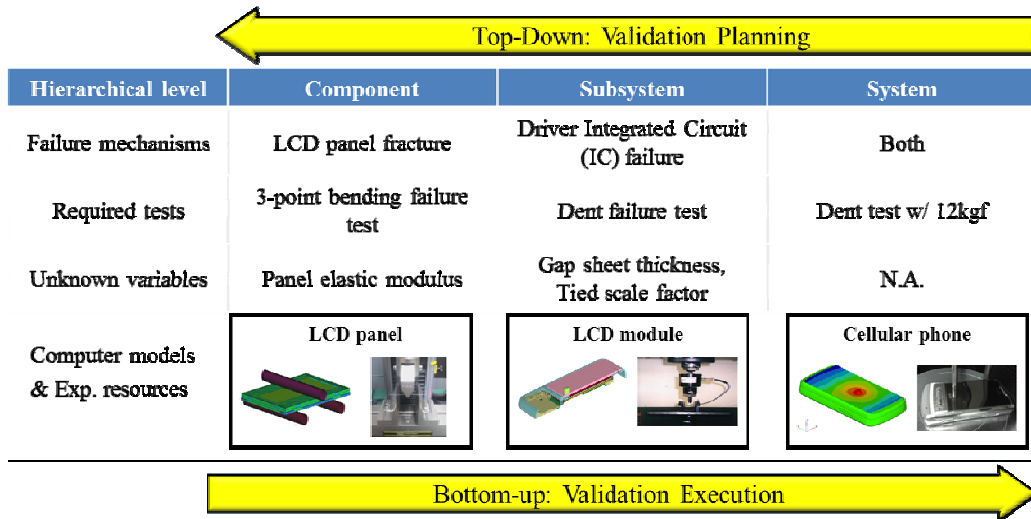 Top-Down: Validation Planning
Hierarchical level Component Subsystem System
Failure mechanisms LCD panel fracture Driver Integrated Circuit (IC) failure Both
Required tests 3-point bending failure test Dent failure test Dent test w/ 12kgf
Unknown variables Panel elastic modulus Gap sheet thickness, Tied scale factor N.A.
Computer models & Exp. resources LCD panel LCD module Cellular phone
Bottom-up: Validation Execution